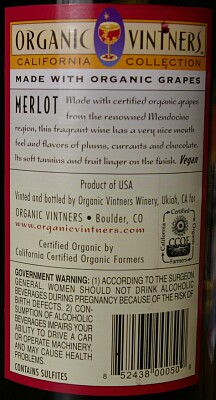 ORGANIC VINTNERS
CALIFORNIA COLLECTION
MADE WITH ORGANIC GRAPES
MERLOT Made with certified organic grapes
from the renowned Mendocino
region, this fragrant wine has a very nice mouth
feel and flavors of plums, currants and chocolate.
Its soft tannins and fruit linger on the finish. Vegan
Product of USA
Vinted and bottled by Organic Vintners Winery, Ukiah, CA for
ORGANIC VINTNERS • Boulder, CO
www.organicvintners.com
Certified Organic by
California Certified Organic Farmers
California Certified
CCOF
Organic Farmers
GOVERNMENT WARNING: (1) ACCORDING TO THE SURGEON
GENERAL, WOMEN SHOULD NOT DRINK ALCOHOLIC
BEVERAGES DURING PREGNANCY BECAUSE OF THE RISK OF
BIRTH DEFECTS. 2) CON-
SUMPTION OF ALCOHOLIC
BEVERAGES IMPAIRS YOUR
ABILITY TO DRIVE A CAR
OR OPERATE MACHINERY,
AND MAY CAUSE HEALTH
PROBLEMS.
CONTAINS SULFITES
8 52438 00050 8